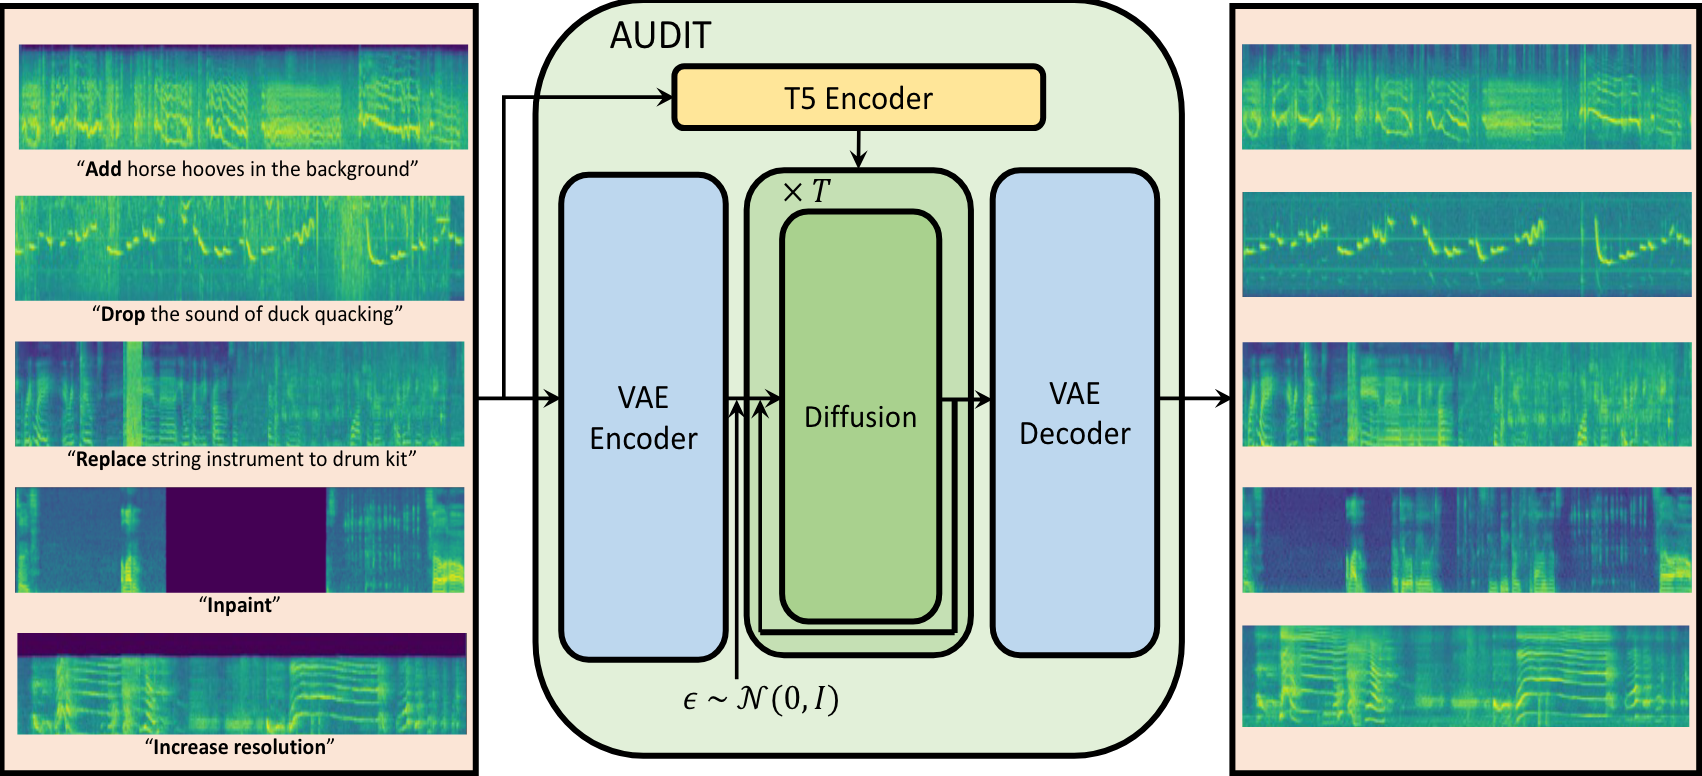 AUDIT
T5 Encoder
"Add horse hooves in the background"
× T
"Drop the sound of duck quacking"
VAE
Encoder
Diffusion
VAE
Decoder
"Replace string instrument to drum kit"
"Inpaint"
ϵ ~ 𝒩(0, I)
"Increase resolution"